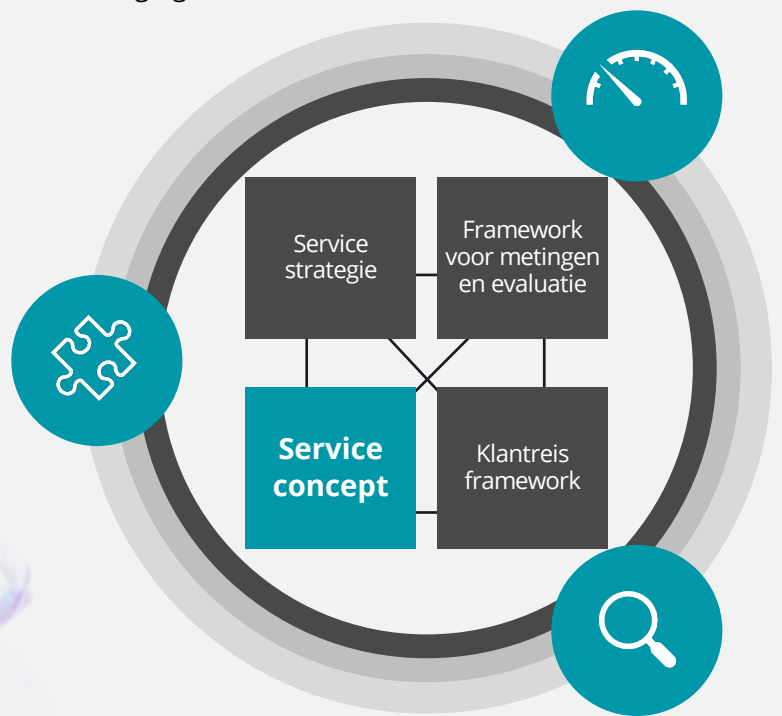 Service
strategie
Framework
voor metingen
en evaluatie
Service
concept
Klantreis
framework